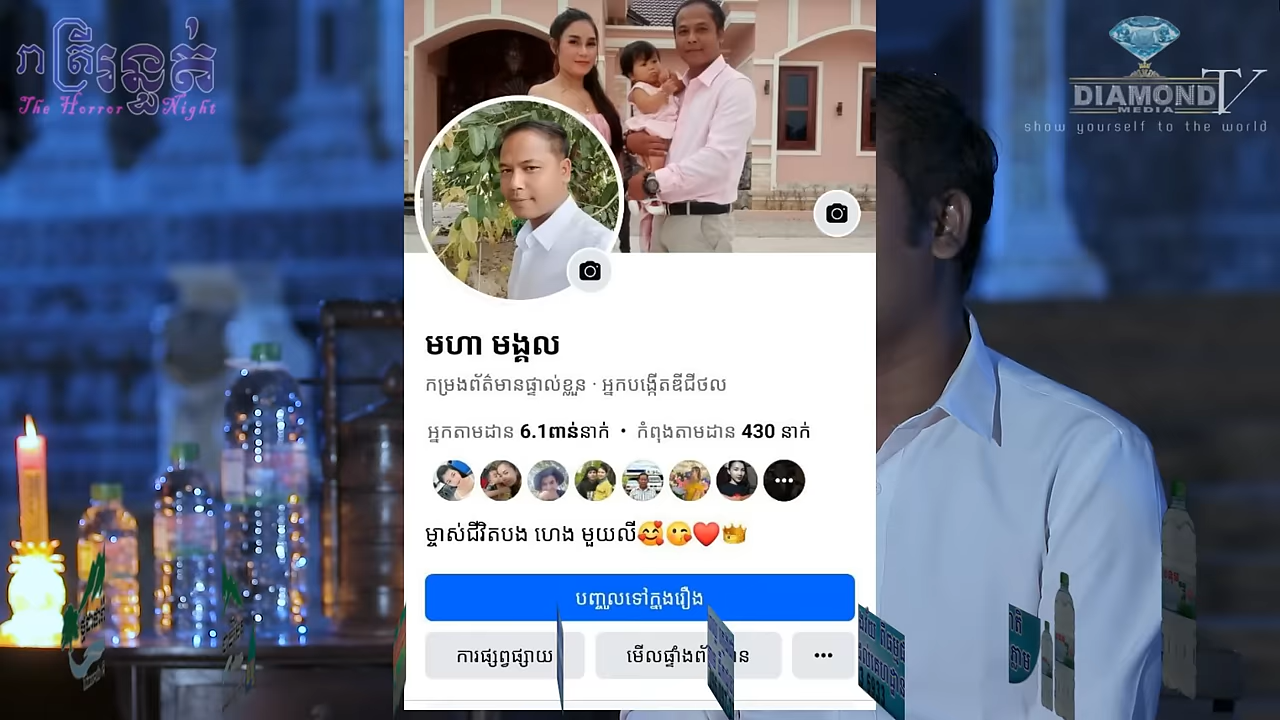 រាត្រីរន្ធត់
The Horror Night
DIAMOND TV
MEDIA
show yourself to the world
មហា មង្គល
កម្រងព័ត៌មានផ្ទាល់ខ្លួន · អ្នកបង្កើតឌីជីថល
អ្នកតាមដាន 6.1ពាន់នាក់ • កំពុងតាមដាន 430 នាក់
ម្ចាស់ជីវិតបង ហេង មួយលី🥰😘❤️👑
បញ្ចូលទៅក្នុងរឿង
ការផ្សព្វផ្សាយ